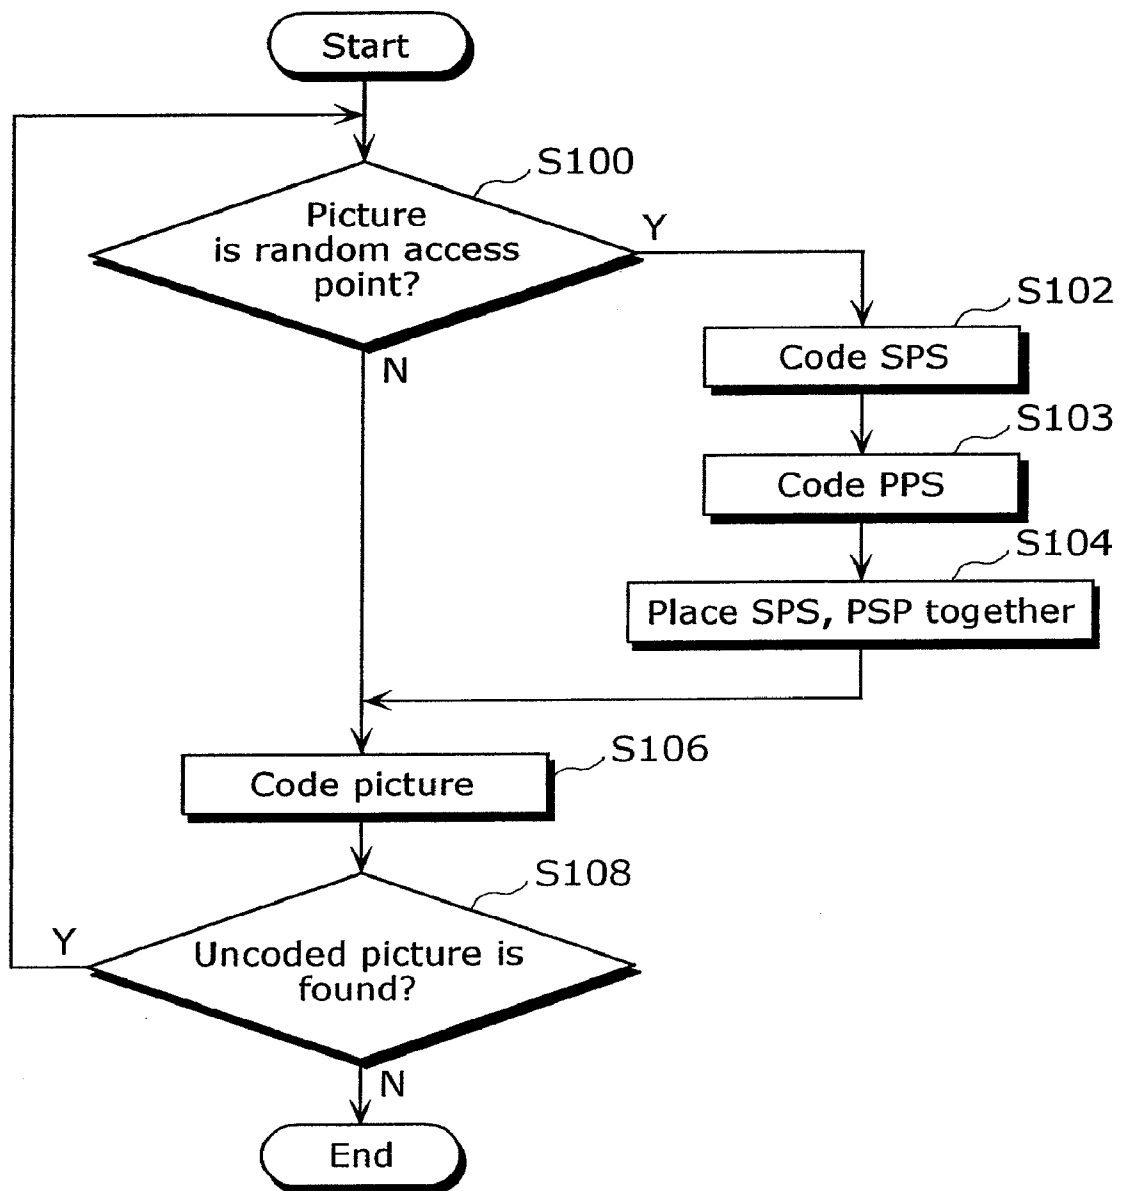 Start
S100
Picture
is random access
point?
Y
N
S102
Code SPS
S103
Code PPS
S104
Place SPS, PSP together
S106
Code picture
S108
Y
Uncoded picture is
found?
N
End